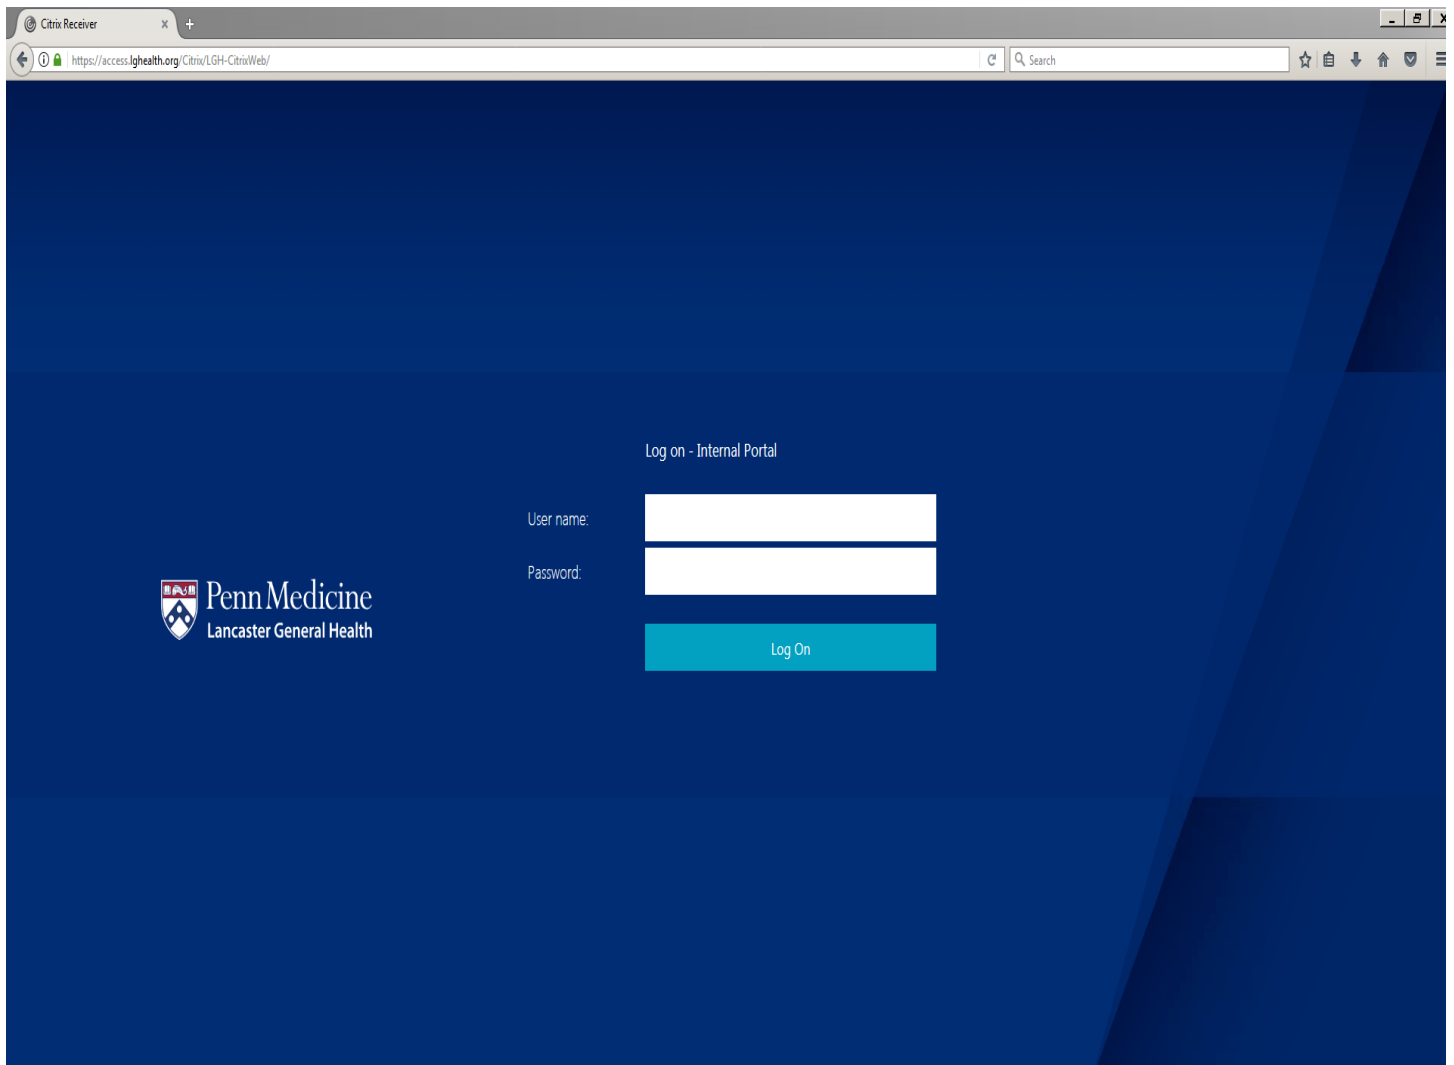 Citrix Receiver
https://access.lghealth.org/Citrix/LGH-CitrixWeb/
Search
Log on - Internal Portal
User name:
Password:
Penn Medicine
Lancaster General Health
Log On